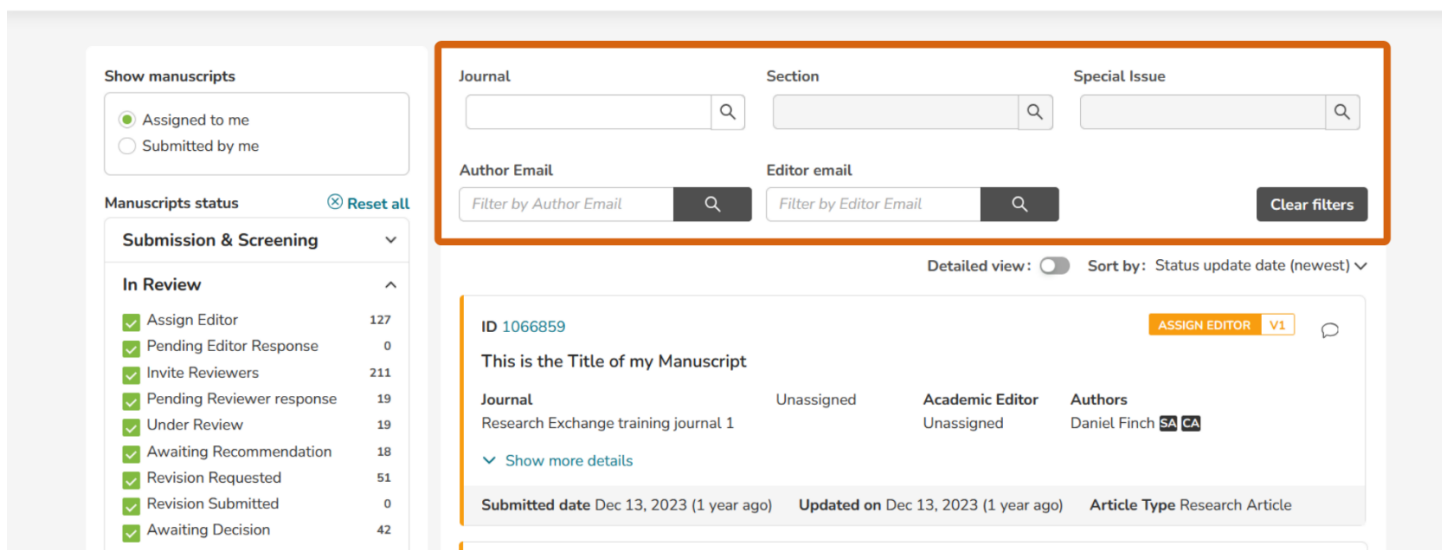 Show manuscripts
Assigned to me
Submitted by me
Manuscripts status Reset all
Submission & Screening
In Review
Assign Editor 127
Pending Editor Response 0
Invite Reviewers 211
Pending Reviewer response 19
Under Review 19
Awaiting Recommendation 18
Revision Requested 51
Revision Submitted 0
Awaiting Decision 42
Journal Section Special Issue
Author Email Editor email
Filter by Author Email Filter by Editor Email Clear filters
Detailed view: Sort by: Status update date (newest)
ID 1066859 ASSIGN EDITOR V1
This is the Title of my Manuscript
Journal Unassigned Academic Editor Authors
Research Exchange training journal 1 Unassigned Daniel Finch SA CA
Show more details
Submitted date Dec 13, 2023 (1 year ago) Updated on Dec 13, 2023 (1 year ago) Article Type Research Article